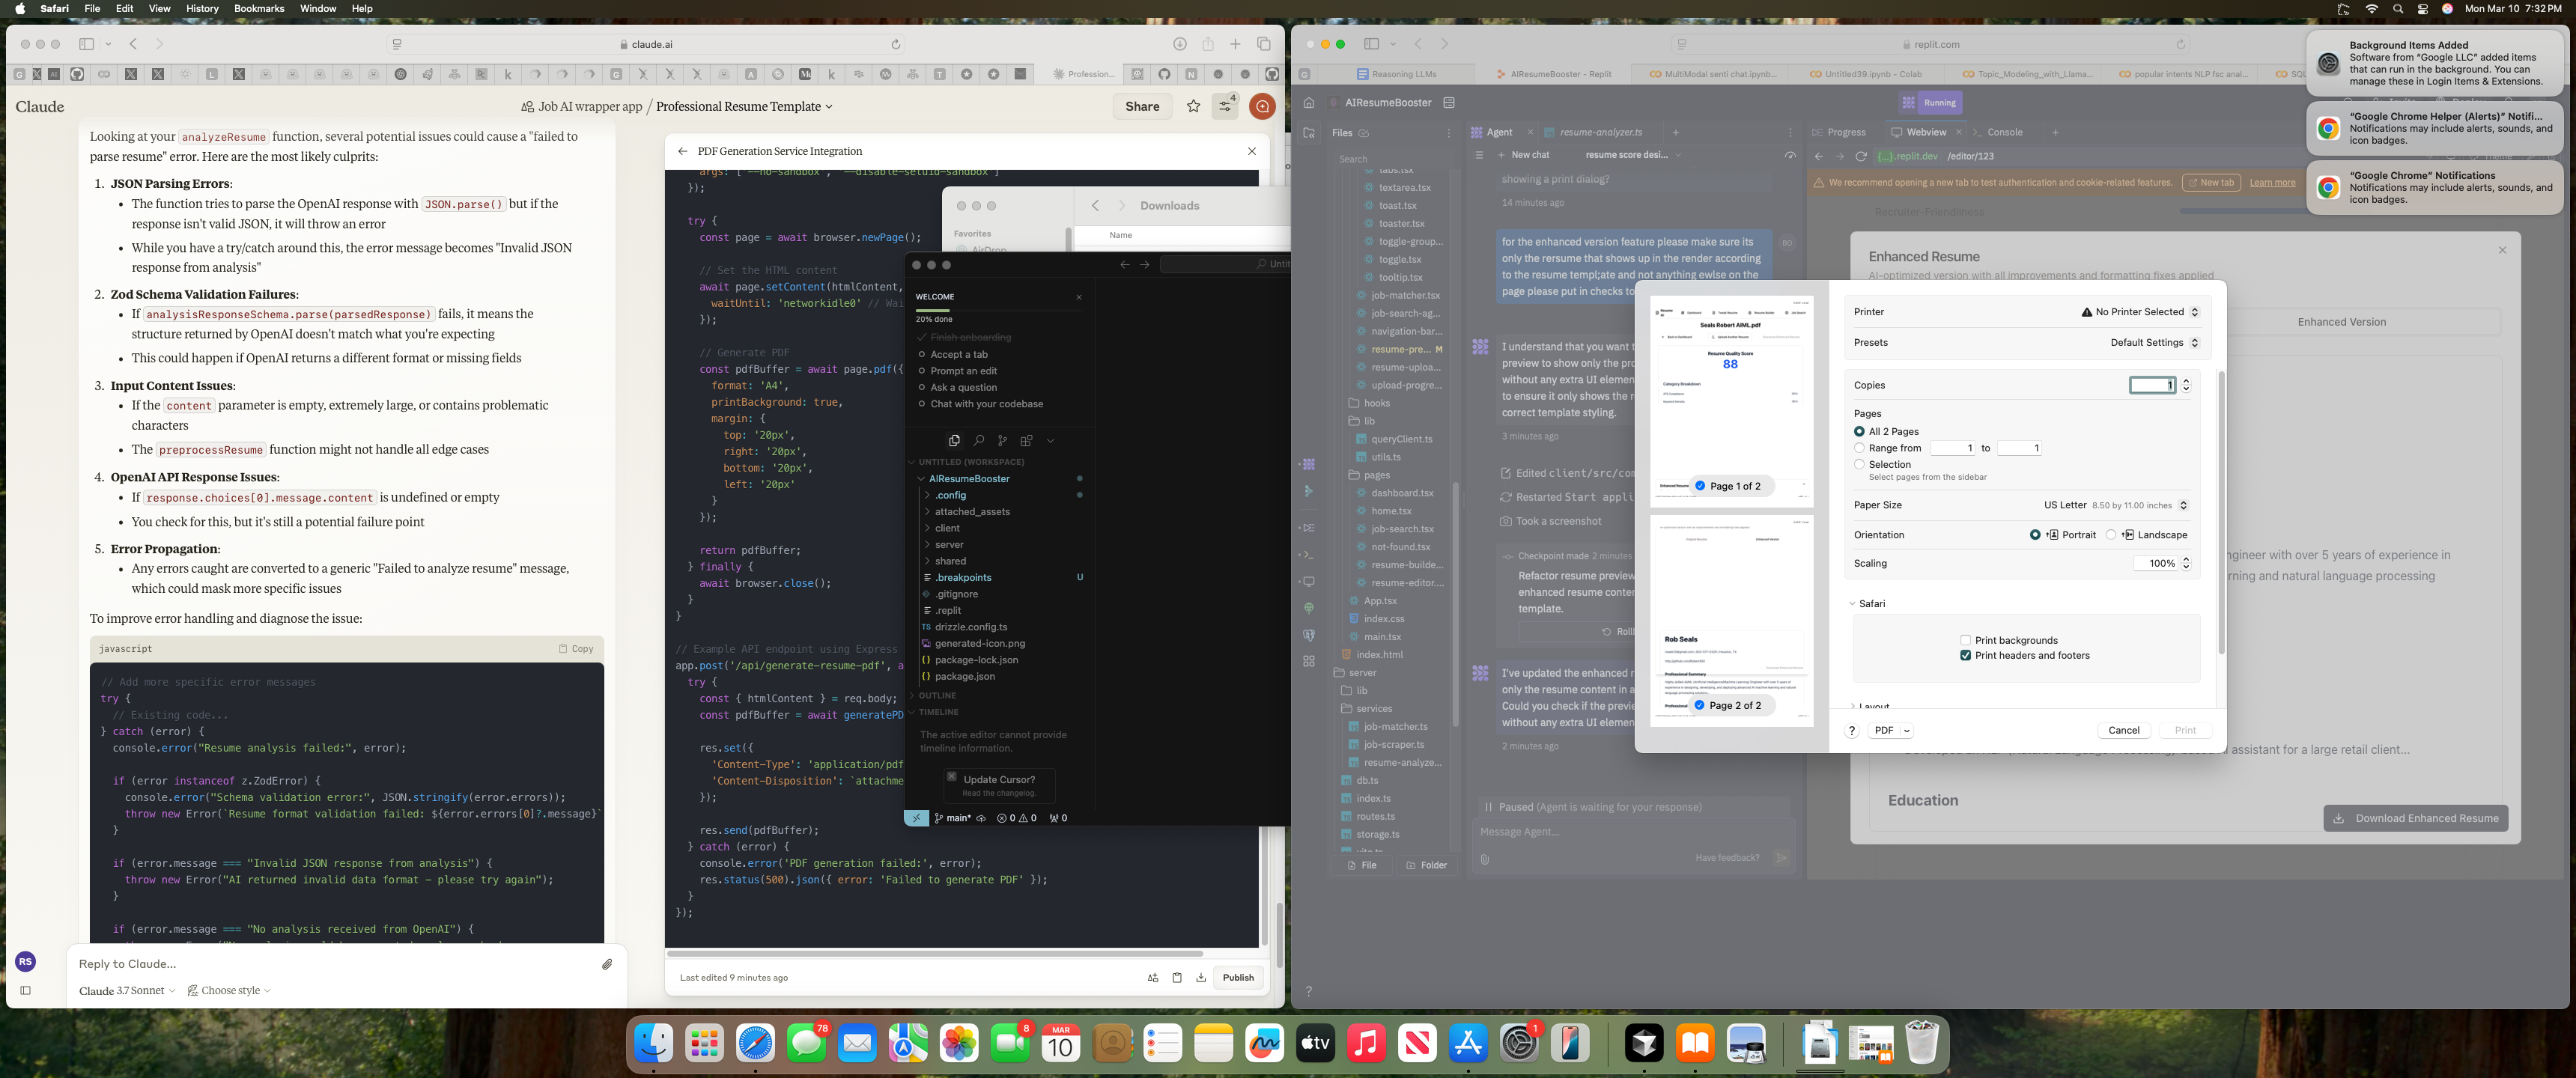 Safari File Edit View History Bookmarks Window Help
Mon Mar 10 7:32 PM
claude.ai
Profession...
Claude
Job AI wrapper app / Professional Resume Template
Share
4
Looking at your analyzeResume function, several potential issues could cause a "failed to
parse resume" error. Here are the most likely culprits:
1. JSON Parsing Errors:
• The function tries to parse the OpenAI response with JSON.parse() but if the
response isn't valid JSON, it will throw an error
• While you have a try/catch around this, the error message becomes "Invalid JSON
response from analysis"
2. Zod Schema Validation Failures:
• If analysisResponseSchema.parse(parsedResponse) fails, it means the
structure returned by OpenAI doesn't match what you're expecting
• This could happen if OpenAI returns a different format or missing fields
3. Input Content Issues:
• If the content parameter is empty, extremely large, or contains problematic
characters
• The preprocessResume function might not handle all edge cases
4. OpenAI API Response Issues:
• If response.choices[0].message.content is undefined or empty
• You check for this, but it's still a potential failure point
5. Error Propagation:
• Any errors caught are converted to a generic "Failed to analyze resume" message,
which could mask more specific issues
To improve error handling and diagnose the issue:
javascript
Copy
// Add more specific error messages
try {
// Existing code...
} catch (error) {
console.error("Resume analysis failed:", error);
if (error instanceof z.ZodError) {
console.error("Schema validation error:", JSON.stringify(error.errors));
throw new Error(`Resume format validation failed: ${error.errors[0]?.message}`
}
if (error.message === "Invalid JSON response from analysis") {
throw new Error("AI returned invalid data format - please try again");
}
if (error.message === "No analysis received from OpenAI") {
RS
Reply to Claude...
Claude 3.7 Sonnet
Choose style
PDF Generation Service Integration
args: ['--no-sandbox', '--disable-setuid-sandbox']
});
try {
const page = await browser.newPage();
// Set the HTML content
await page.setContent(htmlContent,
waitUntil: 'networkidle0' // Wai
});
// Generate PDF
const pdfBuffer = await page.pdf({
format: 'A4',
printBackground: true,
margin: {
top: '20px',
right: '20px',
bottom: '20px',
left: '20px'
}
});
return pdfBuffer;
} finally {
await browser.close();
}
}
// Example API endpoint using Express
app.post('/api/generate-resume-pdf', a
try {
const { htmlContent } = req.body;
const pdfBuffer = await generatePD
res.set({
'Content-Type': 'application/pdf
'Content-Disposition': `attachme
});
res.send(pdfBuffer);
} catch (error) {
console.error('PDF generation failed:', error);
res.status(500).json({ error: 'Failed to generate PDF' });
}
});
Last edited 9 minutes ago
Publish
Downloads
Favorites
AirDrop
Name
Untit
WELCOME
20% done
Finish onboarding
Accept a tab
Prompt an edit
Ask a question
Chat with your codebase
UNTITLED (WORKSPACE)
AIResumeBooster
.config
attached_assets
client
server
shared
.breakpoints U
.gitignore
.replit
TS drizzle.config.ts
generated-icon.png
{} package-lock.json
{} package.json
OUTLINE
TIMELINE
The active editor cannot provide
timeline information.
Update Cursor?
Read the changelog.
main* 0 0 0
replit.com
Reasoning LLMs
AIResumeBooster - Replit
MultiModal senti chat.ipynb...
Untitled39.ipynb - Colab
Topic_Modeling_with_Llama...
popular intents NLP fsc anal...
SQL
AIResumeBooster
Running
Files
Search
tabs.tsx
textarea.tsx
toast.tsx
toaster.tsx
toggle-group...
toggle.tsx
tooltip.tsx
job-matcher.tsx
job-search-ag...
navigation-bar...
resume-pre... M
resume-uploa...
upload-progre...
hooks
lib
queryClient.ts
utils.ts
pages
dashboard.tsx
home.tsx
job-search.tsx
not-found.tsx
resume-builde...
resume-editor....
App.tsx
index.css
main.tsx
index.html
server
lib
services
job-matcher.ts
job-scraper.ts
resume-analyze...
db.ts
index.ts
routes.ts
storage.ts
vite.ts
File
Folder
Agent
resume-analyzer.ts
New chat
resume score desi...
showing a print dialog?
14 minutes ago
for the enhanced version feature please make sure its
only the rersume that shows up in the render according
to the resume templ;ate and not anything ewlse on the
page please put in checks to
I understand that you want t
preview to show only the pro
without any extra UI elemen
to ensure it only shows the r
correct template styling.
3 minutes ago
Edited client/src/com
Restarted Start appli
Took a screenshot
Checkpoint made 2 minutes
Refactor resume preview
enhanced resume conter
template.
Roll
I've updated the enhanced r
only the resume content in a
Could you check if the previe
without any extra UI elemen
2 minutes ago
Paused (Agent is waiting for your response)
Message Agent...
Have feedback?
Progress
Webview
Console
.replit.dev /editor/123
We recommend opening a new tab to test authentication and cookie-related features.
New tab
Learn more
Recruiter-Friendliness
Enhanced Resume
AI-optimized version with all improvements and formatting fixes applied
Enhanced Version
ngineer with over 5 years of experience in
rning and natural language processing
assistant for a large retail client...
Education
Download Enhanced Resume
Seals Robert AiML.pdf
Resume Quality Score
88
Category Breakdown
Page 1 of 2
Rob Seals
Professional Summary
Page 2 of 2
Printer
No Printer Selected
Presets
Default Settings
Copies
1
Pages
All 2 Pages
Range from 1 to 1
Selection
Select pages from the sidebar
Paper Size
US Letter 8.50 by 11.00 inches
Orientation
Portrait
Landscape
Scaling
100%
Safari
Print backgrounds
Print headers and footers
Layout
? PDF
Cancel
Print
Background Items Added
Software from "Google LLC" added items
that can run in the background. You can
manage these in Login Items & Extensions.
"Google Chrome Helper (Alerts)" Notifi...
Notifications may include alerts, sounds, and
icon badges.
"Google Chrome" Notifications
Notifications may include alerts, sounds, and
icon badges.
78
8
MAR
10
tv
1